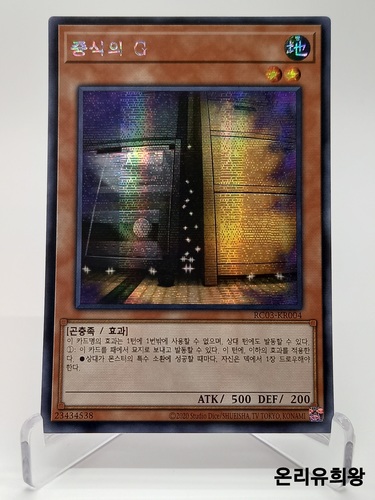 증식의 G
地
RC03-KR004
[곤충족 / 효과]
이 카드명의 효과는 1턴에 1번밖에 사용할 수 없으며, 상대 턴에도 발동할 수 있다.
①: 이 카드를 패에서 묘지로 보내고 발동할 수 있다. 이 턴에, 이하의 효과를 적용한
다. ●상대가 몬스터의 특수 소환에 성공할 때마다, 자신은 덱에서 1장 드로우해야
한다.
ATK/ 500 DEF/ 200
23434538
©2020 Studio Dice/SHUEISHA, TV TOKYO, KONAMI
온리유희왕